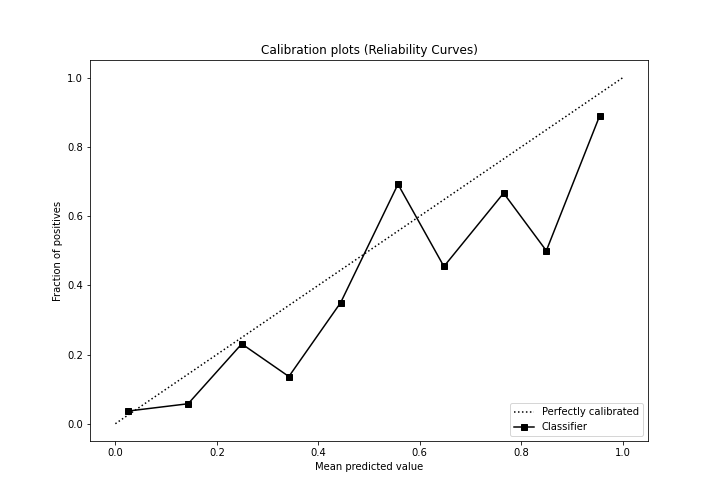 Calibration plots (Reliability Curves)
1.0
0.8
0.6
0.4
0.2
0.0
Fraction of positives
0.0 0.2 0.4 0.6 0.8 1.0
Mean predicted value
Perfectly calibrated
Classifier